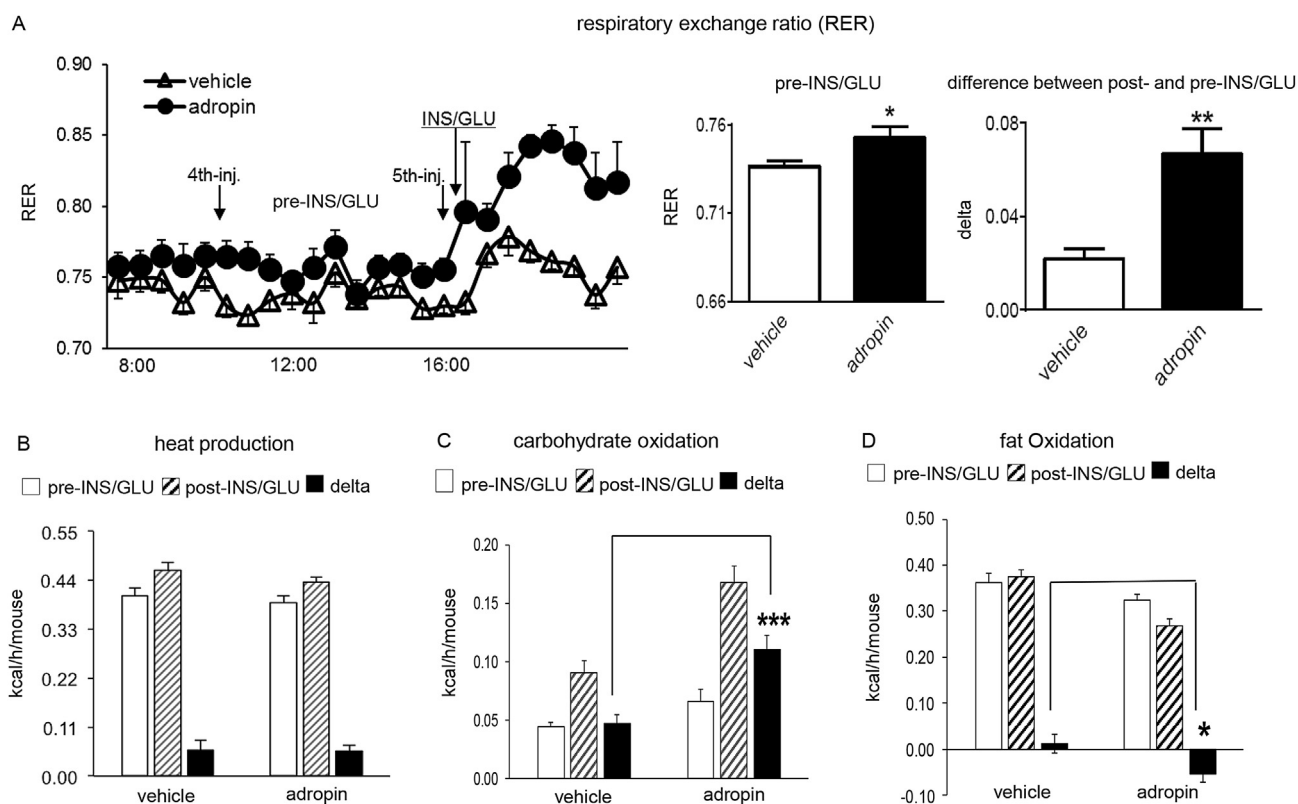 A
respiratory exchange ratio (RER)
0.90
0.85
0.80
0.75
0.70
RER
vehicle
adropin
INS/GLU
4th-inj.
5th-inj.
pre-INS/GLU
8:00
12:00
16:00
pre-INS/GLU
0.76
0.71
0.66
RER
*
vehicle
adropin
difference between post- and pre-INS/GLU
0.08
0.04
0.00
delta
**
vehicle
adropin
B
heat production
pre-INS/GLU
post-INS/GLU
delta
0.55
0.44
0.33
0.22
0.11
0.00
kcal/h/mouse
vehicle
adropin
C
carbohydrate oxidation
pre-INS/GLU
post-INS/GLU
delta
0.20
0.15
0.10
0.05
0.00
kcal/h/mouse
***
vehicle
adropin
D
fat Oxidation
pre-INS/GLU
post-INS/GLU
delta
0.50
0.40
0.30
0.20
0.10
0.00
-0.10
kcal/h/mouse
*
vehicle
adropin